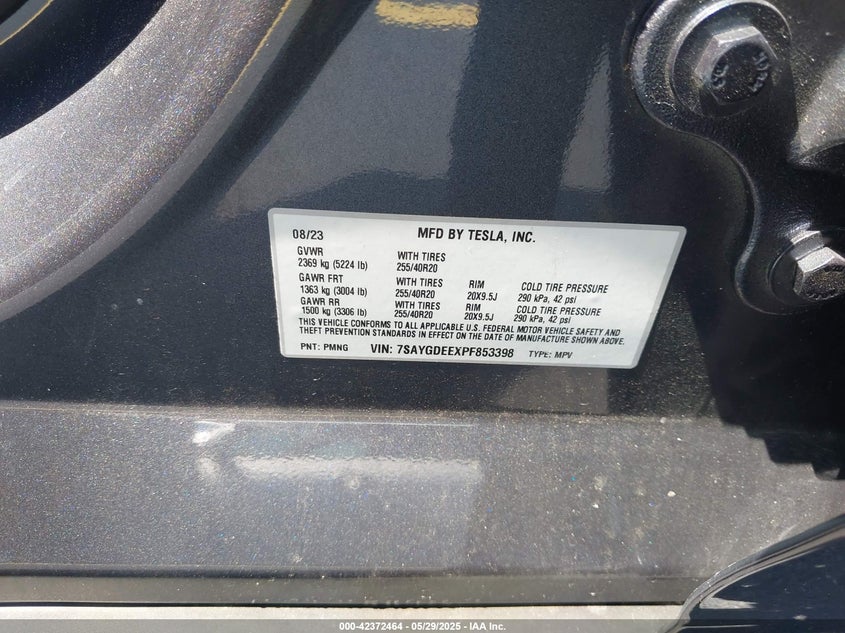 08/23 MFD BY TESLA, INC.
GVWR WITH TIRES
2369 kg (5224 lb) 255/40R20
GAWR FRT WITH TIRES RIM COLD TIRE PRESSURE
1363 kg (3004 lb) 255/40R20 20X9.5J 290 kPa, 42 psi
GAWR RR WITH TIRES RIM COLD TIRE PRESSURE
1500 kg (3306 lb) 255/40R20 20X9.5J 290 kPa, 42 psi
THIS VEHICLE CONFORMS TO ALL APPLICABLE U.S. FEDERAL MOTOR VEHICLE SAFETY AND
THEFT PREVENTION STANDARDS IN EFFECT ON THE DATE OF MANUFACTURE SHOWN ABOVE.
PNT: PMNG VIN: 7SAYGDEEXPF853398 TYPE: MPV
000-42372464 - 05/29/2025 - IAA Inc.